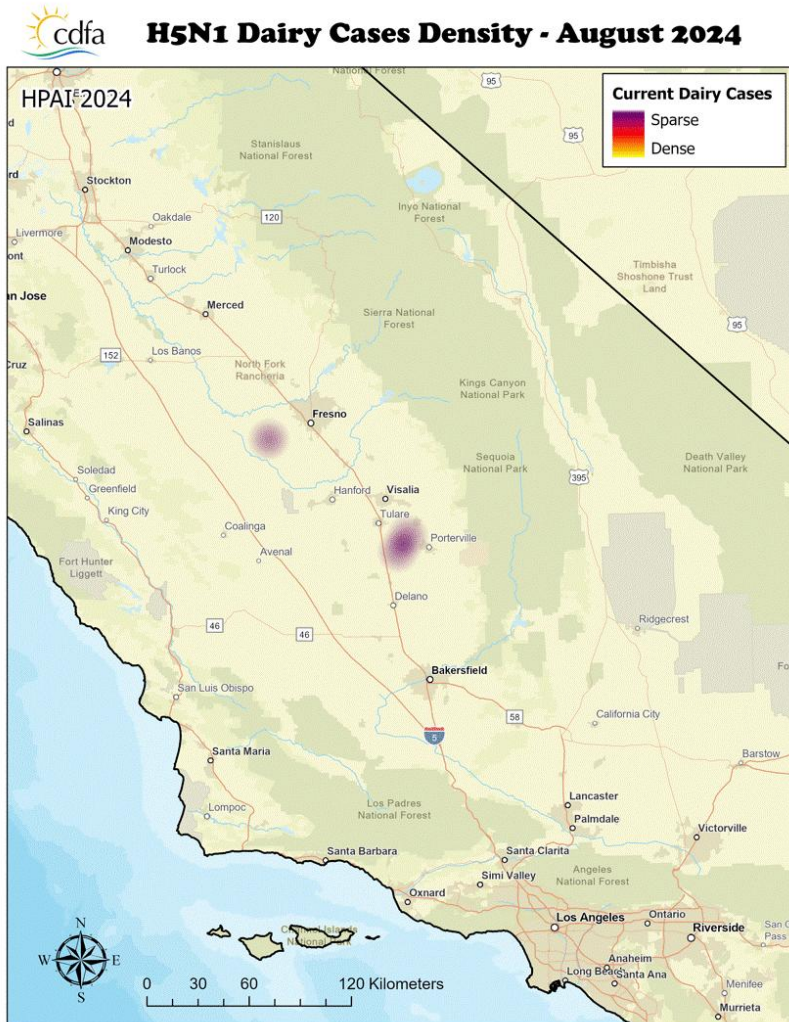 cdfa
H5N1 Dairy Cases Density - August 2024
HPAI 2024
National Forest
95
Current Dairy Cases
Sparse
Dense
95
Stanislaus
National Forest
Stockton
Inyo National
Forest
Oakdale
120
Livermore
Modesto
Turlock
Timbisha
Shoshone Trust
Land
Merced
Sierra National
Forest
95
Los Banos
152
North Fork
Rancheria
Kings Canyon
National Park
Fresno
Salinas
Sequoia
National Park
Death Valley
National Park
Soledad
395
Greenfield
Hanford
Visalia
King City
Tulare
Coalinga
Porterville
Avenal
Fort Hunter
Liggett
Delano
46
46
Ridgecrest
Bakersfield
San Luis Obispo
58
California City
5
Santa Maria
Barstow
Los Padres
National Forest
Lancaster
Lompoc
Palmdale
Victorville
Santa Barbara
Santa Clarita
Angeles
National Forest
Simi Valley
Oxnard
Los Angeles
Ontario
Riverside
N
W
E
S
Anaheim
Long Beach
Santa Ana
0 30 60 120 Kilometers
Menifee
Murrieta